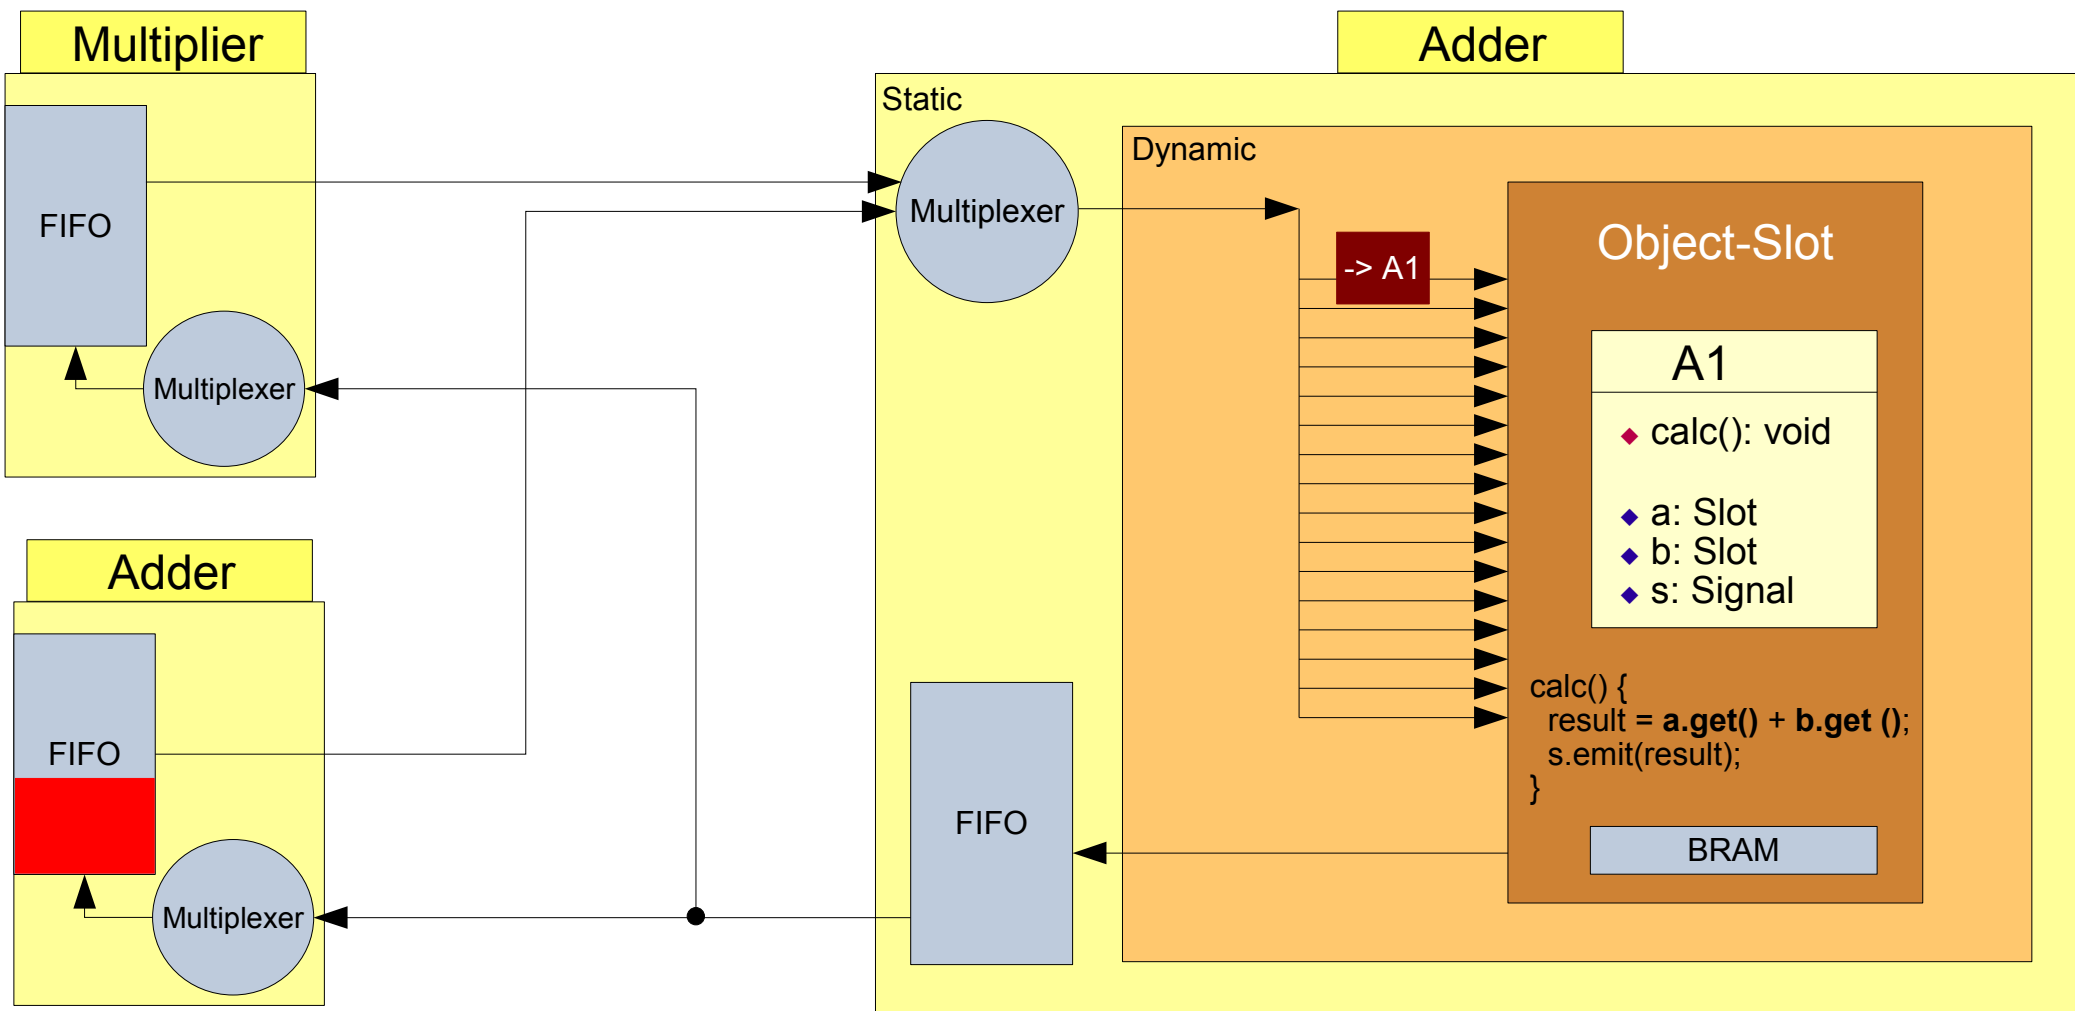 Multiplier
FIFO
Multiplexer
Adder
FIFO
Multiplexer
Adder
Static
Multiplexer
FIFO
Dynamic
-> A1
Object-Slot
A1
calc(): void
a: Slot
b: Slot
s: Signal
calc() {
result = a.get() + b.get ();
s.emit(result);
}
BRAM